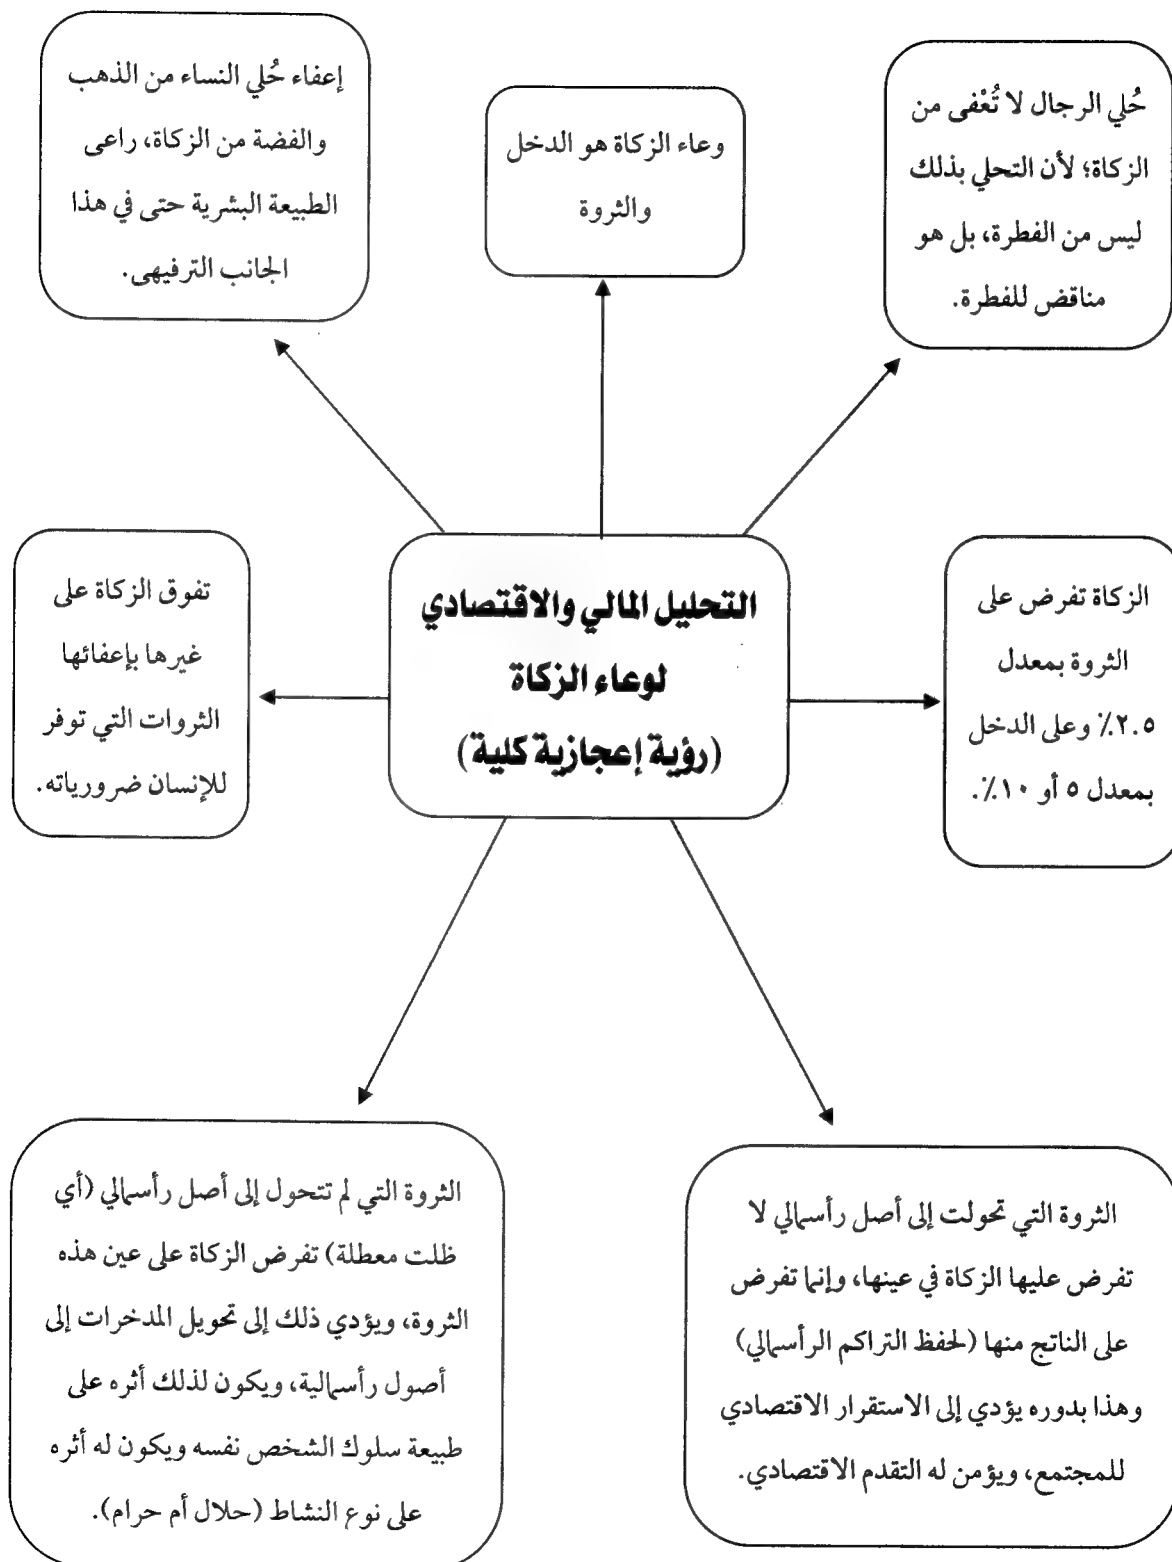 حُلي الرجال لا تُعْفى من
الزكاة؛ لأن التحلي بذلك
ليس من الفطرة، بل هو
مناقض للفطرة.
وعاء الزكاة هو الدخل
والثروة
إعفاء حُلي النساء من الذهب
والفضة من الزكاة، راعى
الطبيعة البشرية حتى في هذا
الجانب الترفيهى.
الزكاة تفرض على
الثروة بمعدل
٢.٥٪ وعلى الدخل
بمعدل ٥ أو ١٠٪.
التحليل المالي والاقتصادي
لوعاء الزكاة
(رؤية إعجازية كلية)
تفوق الزكاة على
غيرها بإعفائها
الثروات التي توفر
للإنسان ضرورياته.
الثروة التي تحولت إلى أصل رأسمالي لا
تفرض عليها الزكاة في عينها، وإنما تفرض
على الناتج منها (لحفظ التراكم الرأسمالي)
وهذا بدوره يؤدي إلى الاستقرار الاقتصادي
للمجتمع، ويؤمن له التقدم الاقتصادي.
الثروة التي لم تتحول إلى أصل رأسمالي (أي
ظلت معطلة) تفرض الزكاة على عين هذه
الثروة، ويؤدي ذلك إلى تحويل المدخرات إلى
أصول رأسمالية، ويكون لذلك أثره على
طبيعة سلوك الشخص نفسه ويكون له أثره
على نوع النشاط (حلال أم حرام).